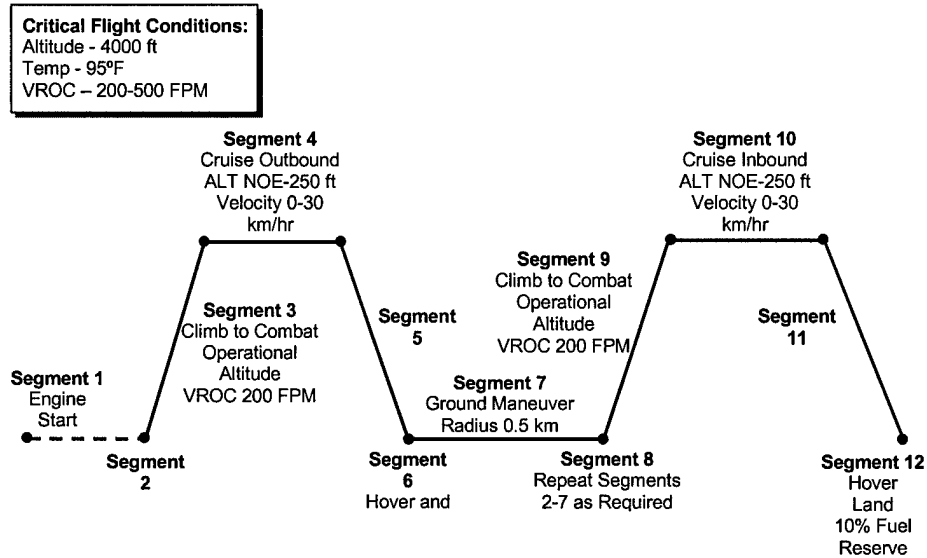 Critical Flight Conditions:
Altitude - 4000 ft
Temp - 95ºF
VROC – 200-500 FPM
Segment 4
Cruise Outbound
ALT NOE-250 ft
Velocity 0-30
km/hr
Segment 10
Cruise Inbound
ALT NOE-250 ft
Velocity 0-30
km/hr
Segment 3
Climb to Combat
Operational
Altitude
VROC 200 FPM
Segment
5
Segment 9
Climb to Combat
Operational
Altitude
VROC 200 FPM
Segment
11
Segment 1
Engine
Start
Segment
2
Segment 7
Ground Maneuver
Radius 0.5 km
Segment
6
Hover and
Segment 8
Repeat Segments
2-7 as Required
Segment 12
Hover
Land
10% Fuel
Reserve